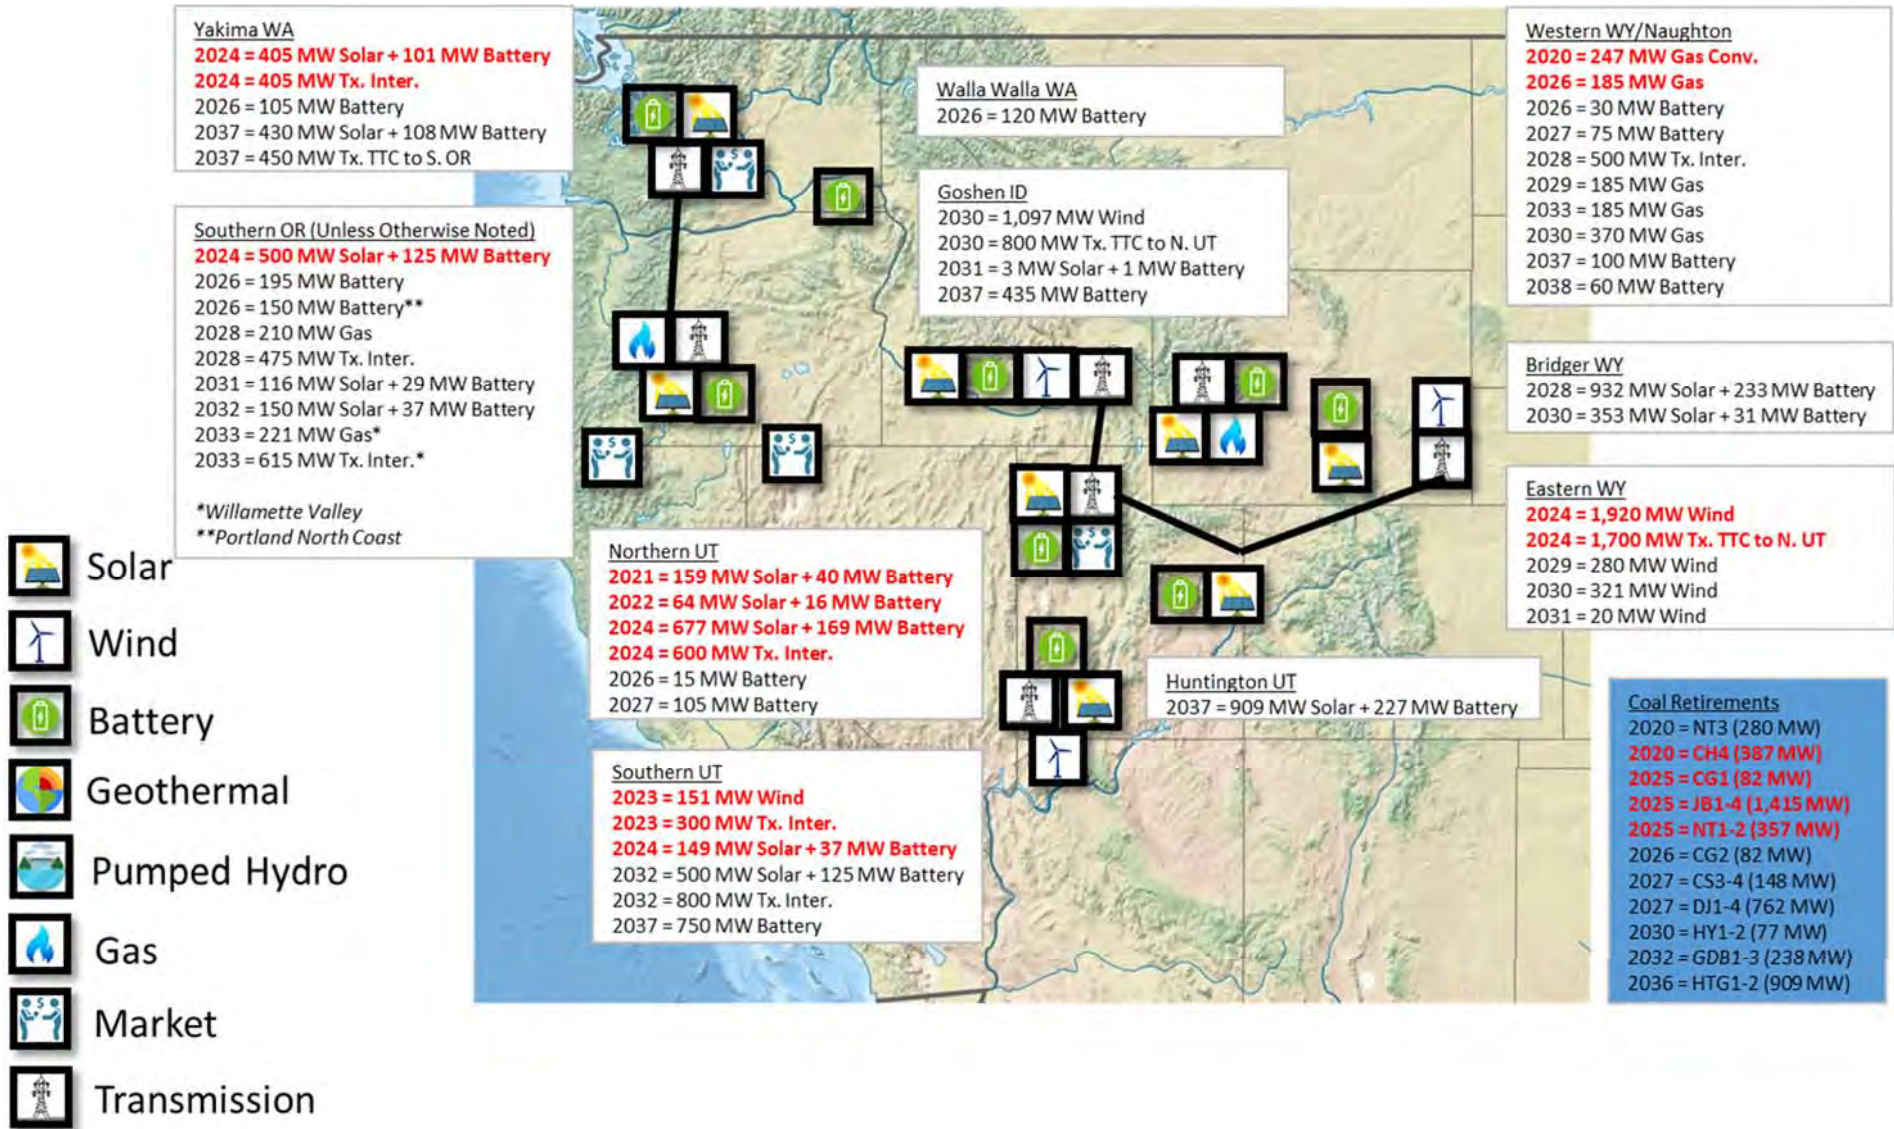 Yakima WA
2024 = 405 MW Solar + 101 MW Battery
2024 = 405 MW Tx. Inter.
2026 = 105 MW Battery
2037 = 430 MW Solar + 108 MW Battery
2037 = 450 MW Tx. TTC to S. OR
Southern OR (Unless Otherwise Noted)
2024 = 500 MW Solar + 125 MW Battery
2026 = 195 MW Battery
2026 = 150 MW Battery**
2028 = 210 MW Gas
2028 = 475 MW Tx. Inter.
2031 = 116 MW Solar + 29 MW Battery
2032 = 150 MW Solar + 37 MW Battery
2033 = 221 MW Gas*
2033 = 615 MW Tx. Inter.*
*Willamette Valley
**Portland North Coast
Walla Walla WA
2026 = 120 MW Battery
Goshen ID
2030 = 1,097 MW Wind
2030 = 800 MW Tx. TTC to N. UT
2031 = 3 MW Solar + 1 MW Battery
2037 = 435 MW Battery
Western WY/Naughton
2020 = 247 MW Gas Conv.
2026 = 185 MW Gas
2026 = 30 MW Battery
2027 = 75 MW Battery
2028 = 500 MW Tx. Inter.
2029 = 185 MW Gas
2033 = 185 MW Gas
2030 = 370 MW Gas
2037 = 100 MW Battery
2038 = 60 MW Battery
Bridger WY
2028 = 932 MW Solar + 233 MW Battery
2030 = 353 MW Solar + 31 MW Battery
Eastern WY
2024 = 1,920 MW Wind
2024 = 1,700 MW Tx. TTC to N. UT
2029 = 280 MW Wind
2030 = 321 MW Wind
2031 = 20 MW Wind
Northern UT
2021 = 159 MW Solar + 40 MW Battery
2022 = 64 MW Solar + 16 MW Battery
2024 = 677 MW Solar + 169 MW Battery
2024 = 600 MW Tx. Inter.
2026 = 15 MW Battery
2027 = 105 MW Battery
Huntington UT
2037 = 909 MW Solar + 227 MW Battery
Southern UT
2023 = 151 MW Wind
2023 = 300 MW Tx. Inter.
2024 = 149 MW Solar + 37 MW Battery
2032 = 500 MW Solar + 125 MW Battery
2032 = 800 MW Tx. Inter.
2037 = 750 MW Battery
Coal Retirements
2020 = NT3 (280 MW)
2020 = CH4 (387 MW)
2025 = CG1 (82 MW)
2025 = JB1-4 (1,415 MW)
2025 = NT1-2 (357 MW)
2026 = CG2 (82 MW)
2027 = CS3-4 (148 MW)
2027 = DJ1-4 (762 MW)
2030 = HY1-2 (77 MW)
2032 = GDB1-3 (238 MW)
2036 = HTG1-2 (909 MW)
Solar
Wind
Battery
Geothermal
Pumped Hydro
Gas
Market
Transmission